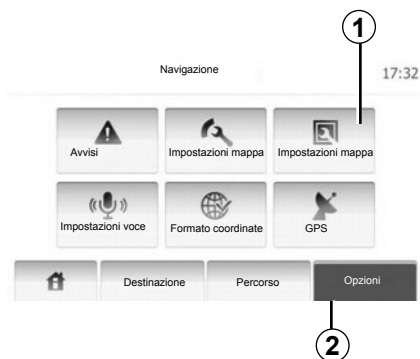 1
Navigazione
17:32
Avvisi
Impostazioni mappa
Impostazioni mappa
Impostazioni voce
Formato coordinate
GPS
Destinazione
Percorso
Opzioni
2